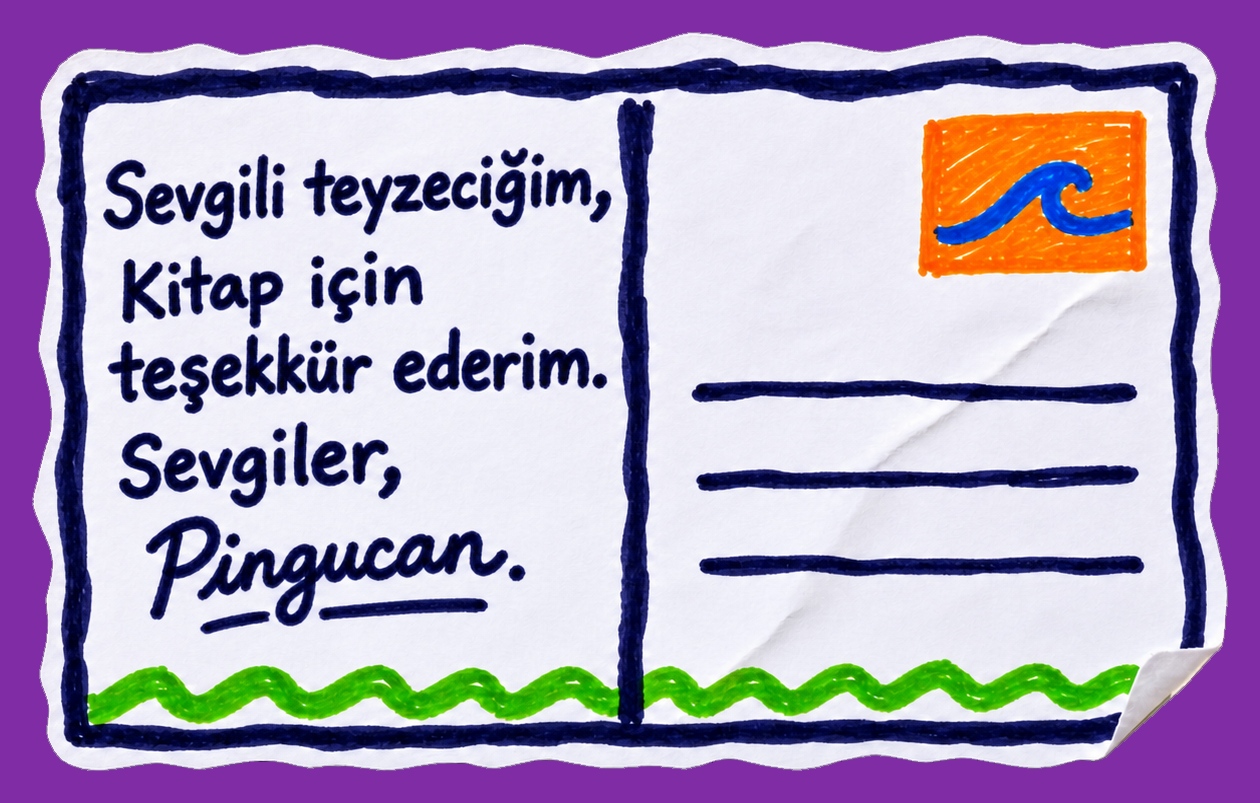 Sevgili teyzeciğim,
Kitap için
teşekkür ederim.
Sevgiler,
Pingucan.